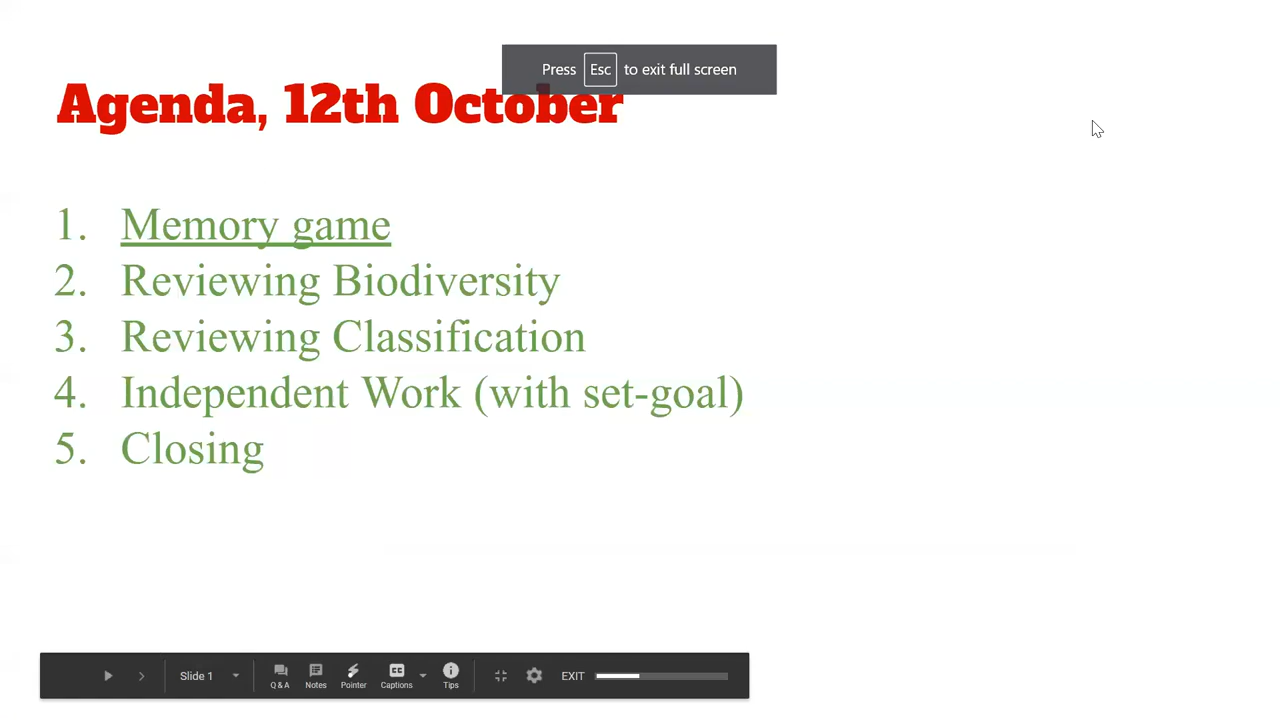 Press Esc to exit full screen
Agenda, 12th October
1. Memory game
2. Reviewing Biodiversity
3. Reviewing Classification
4. Independent Work (with set-goal)
5. Closing
Slide 1 Q & A Notes Pointer CC Captions Tips EXIT